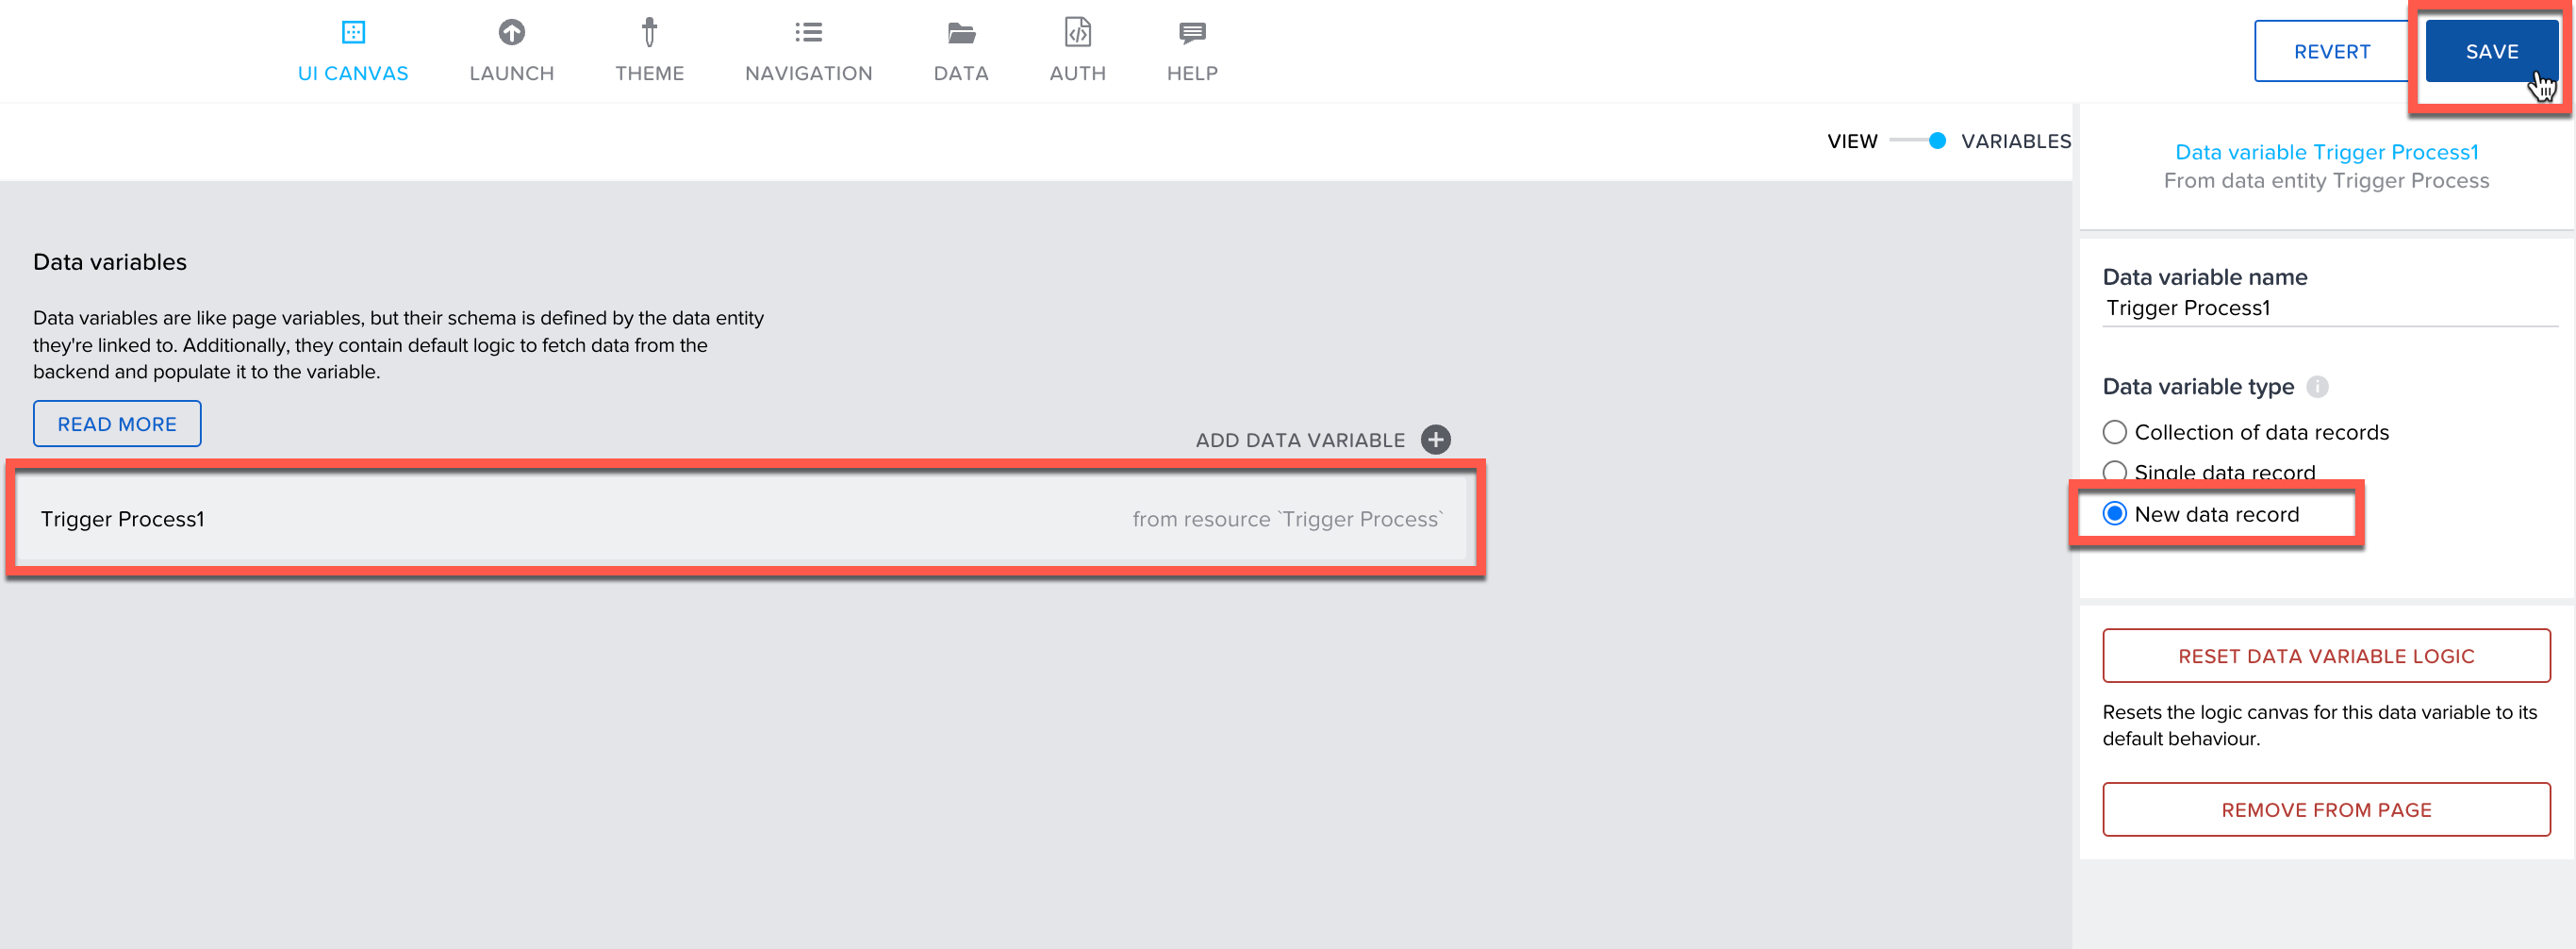 UI CANVAS
LAUNCH
THEME
NAVIGATION
DATA
AUTH
HELP
REVERT
SAVE
VIEW
VARIABLES
Data variables
Data variables are like page variables, but their schema is defined by the data entity
they're linked to. Additionally, they contain default logic to fetch data from the
backend and populate it to the variable.
READ MORE
ADD DATA VARIABLE
Trigger Process1
from resource `Trigger Process`
Data variable Trigger Process1
From data entity Trigger Process
Data variable name
Trigger Process1
Data variable type
Collection of data records
Single data record
New data record
RESET DATA VARIABLE LOGIC
Resets the logic canvas for this data variable to its
default behaviour.
REMOVE FROM PAGE